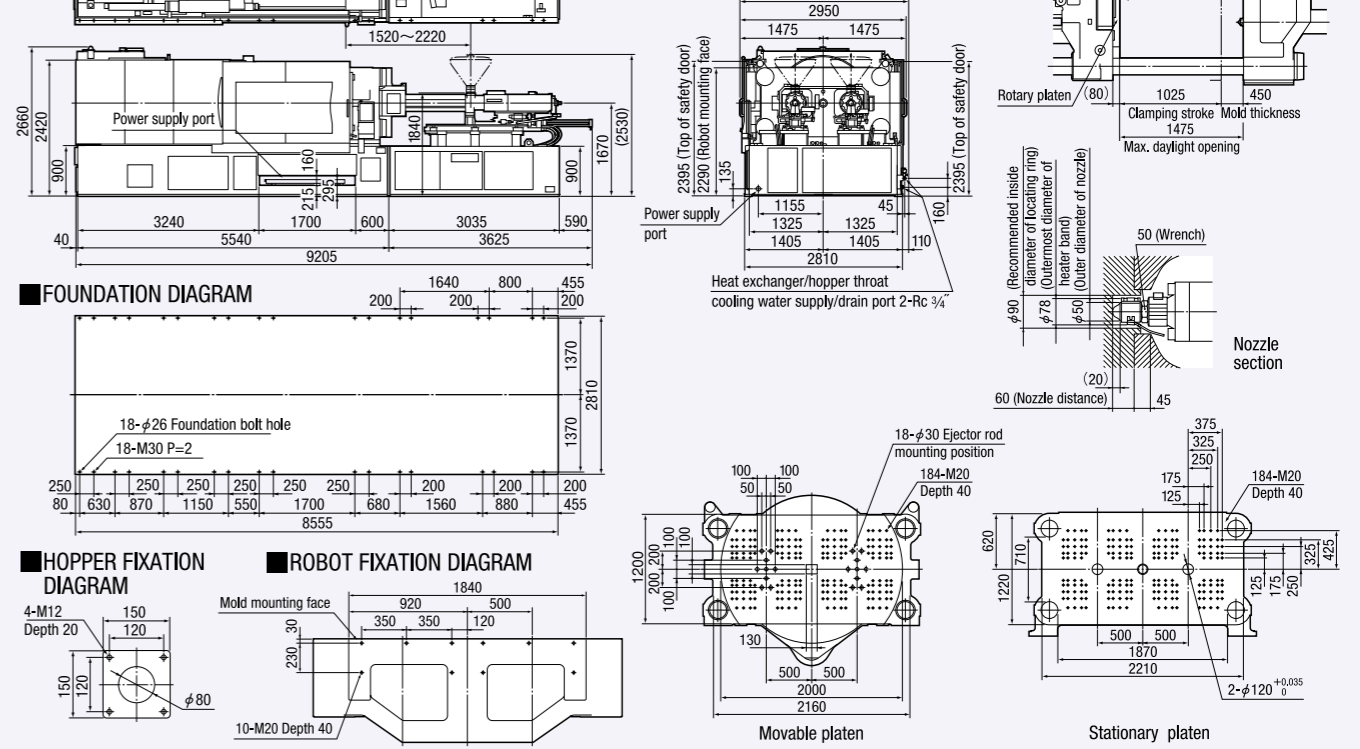 1520～2220
2660
2420
900
Power supply port
160
215
295
1840
900
1670
(2530)
3240
1700
600
3035
590
40
5540
3625
9205
2950
1475
1475
2395 (Top of safety door)
2290 (Robot mounting face)
135
2395 (Top of safety door)
Power supply
port
1155
45
160
1325
1325
1405
1405
110
2810
Heat exchanger/hopper throat
cooling water supply/drain port 2-Rc 3/4″
Rotary platen
(80)
1025
450
Clamping stroke
Mold thickness
1475
Max. daylight opening
φ90 (Recommended inside
diameter of locating ring)
φ78 (Outermost diameter of
heater band)
φ50 (Outer diameter of nozzle)
50 (Wrench)
Nozzle
section
(20)
60 (Nozzle distance)
45
■FOUNDATION DIAGRAM
1640
800
455
200
200
200
1370
1370
2810
18-φ26 Foundation bolt hole
18-M30 P=2
250
250
250
250
250
250
200
200
200
80
630
870
1150
550
1700
680
1560
880
455
8555
■HOPPER FIXATION
DIAGRAM
4-M12
Depth 20
150
120
150
120
φ80
■ROBOT FIXATION DIAGRAM
Mold mounting face
1840
920
500
350
350
120
30
230
10-M20 Depth 40
18-φ30 Ejector rod
mounting position
184-M20
Depth 40
100
100
50
50
1200
100
200
200
100
100
130
500
500
2000
2160
Movable platen
375
325
250
175
125
184-M20
Depth 40
620
1220
710
125
175
250
325
425
500
500
1870
2210
2-φ120 +0.035 0
Stationary platen